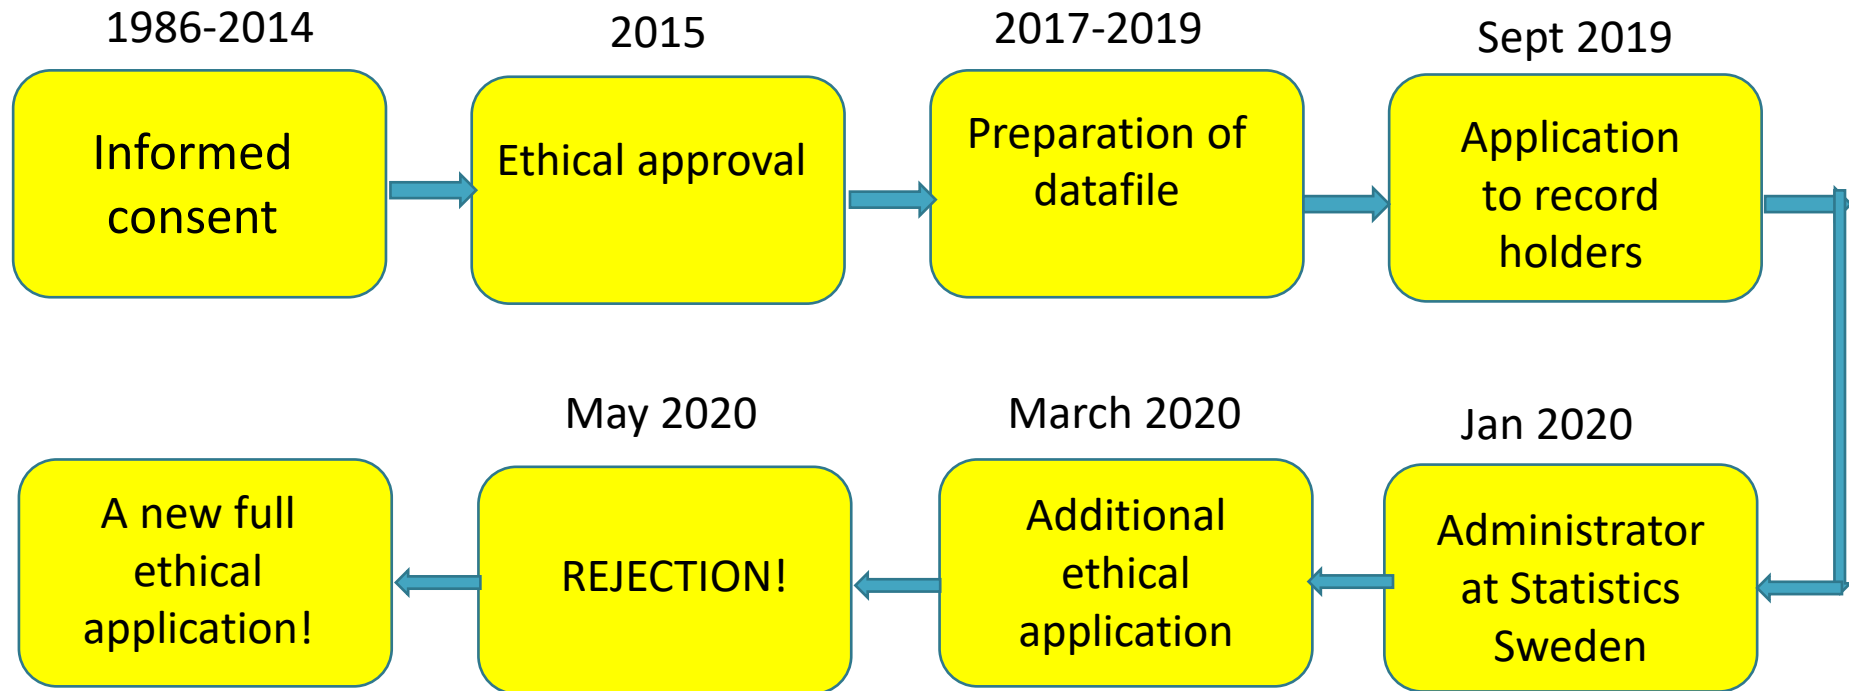 1986-2014
Informed
consent
2015
Ethical approval
2017-2019
Preparation of
datafile
Sept 2019
Application
to record
holders
Jan 2020
Administrator
at Statistics
Sweden
March 2020
Additional
ethical
application
May 2020
REJECTION!
A new full
ethical
application!